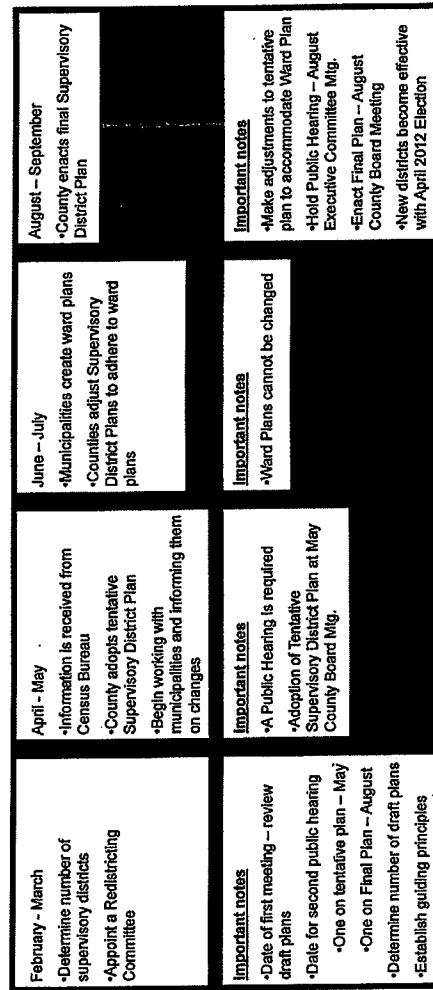 February – March
•Determine number of
supervisory districts
•Appoint a Redistricting
Committee
Important notes
•Date of first meeting – review
draft plans
•Date for second public hearing
•One on tentative plan – May
•One on Final Plan – August
•Determine number of draft plans
•Establish guiding principles
April - May
•Information is received from
Census Bureau
•County adopts tentative
Supervisory District Plan
•Begin working with
municipalities and informing them
on changes
Important notes
•A Public Hearing is required
•Adoption of Tentative
Supervisory District Plan at May
County Board Mtg.
June – July
•Municipalities create ward plans
•Counties adjust Supervisory
District Plans to adhere to ward
plans
Important notes
•Ward Plans cannot be changed
August – September
•County enacts final Supervisory
District Plan
Important notes
•Make adjustments to tentative
plan to accommodate Ward Plan
•Hold Public Hearing – August
Executive Committee Mtg.
•Enact Final Plan – August
County Board Meeting
•New districts become effective
with April 2012 Election